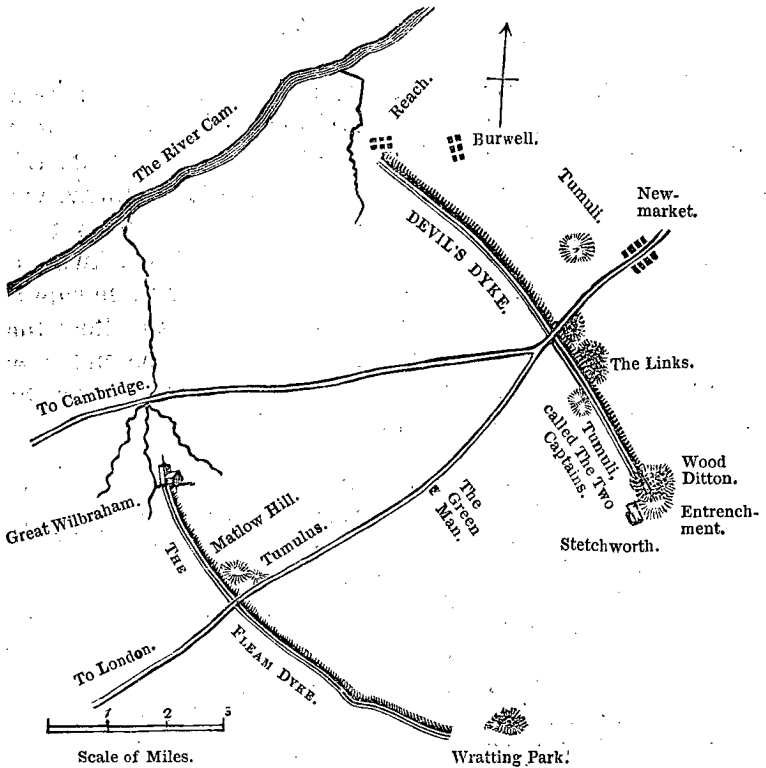 The River Cam.
Reach.
Burwell.
Tumuli.
New-
market.
DEVIL'S DYKE.
The Links.
To Cambridge.
Tumuli,
called The Two
Captains.
Wood
Ditton.
Entrench-
ment.
Stetchworth.
The
Green
Man.
Great Wilbraham.
Matlow Hill.
Tumulus.
THE
FLEAM DYKE.
To London.
1 2 3
Scale of Miles.
Wratting Park.